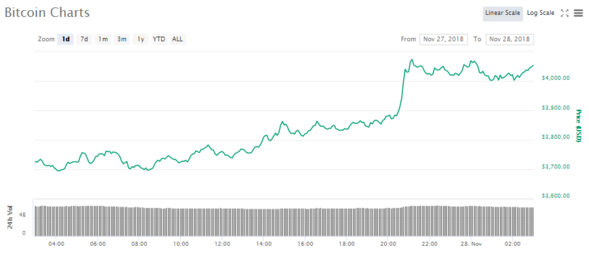 Bitcoin Charts
Linear Scale Log Scale
Zoom 1d 7d 1m 3m 1y YTD ALL
From Nov 27, 2018 To Nov 28, 2018
$4,000.00
$3,900.00
$3,800.00
$3,700.00
$3,600.00
Price (USD)
24h Vol
0
04:00 06:00 08:00 10:00 12:00 14:00 16:00 18:00 20:00 22:00 28. Nov 02:00